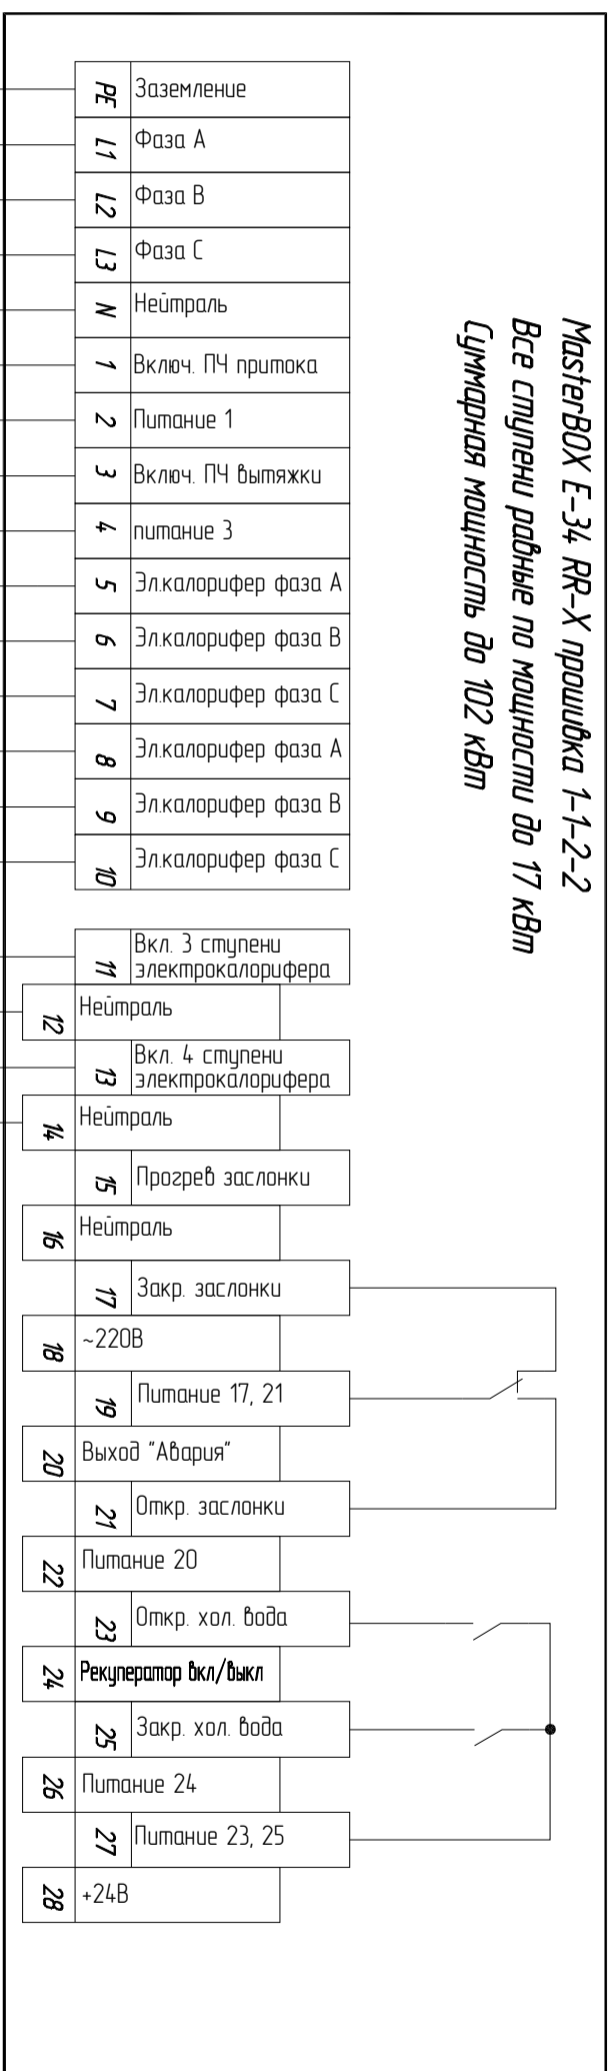 MasterBOX E-34 RR-X прошивка 1-1-2-2
Все ступени равные по мощности до 17 кВт
Суммарная мощность до 102 кВт
PE Заземление
L1 Фаза А
L2 Фаза В
L3 Фаза С
N Нейтраль
1 Включ. ПЧ притока
2 Питание 1
3 Включ. ПЧ вытяжки
4 питание 3
5 Эл.калорифер фаза А
6 Эл.калорифер фаза В
7 Эл.калорифер фаза С
8 Эл.калорифер фаза А
9 Эл.калорифер фаза В
10 Эл.калорифер фаза С
11 Вкл. 3 ступени
электрокалорифера
12 Нейтраль
13 Вкл. 4 ступени
электрокалорифера
14 Нейтраль
15 Прогрев заслонки
16 Нейтраль
17 Закр. заслонки
18 ~220В
19 Питание 17, 21
20 Выход "Авария"
21 Откр. заслонки
22 Питание 20
23 Откр. хол. вода
24 Рекуператор вкл/выкл
25 Закр. хол. вода
26 Питание 24
27 Питание 23, 25
28 +24В